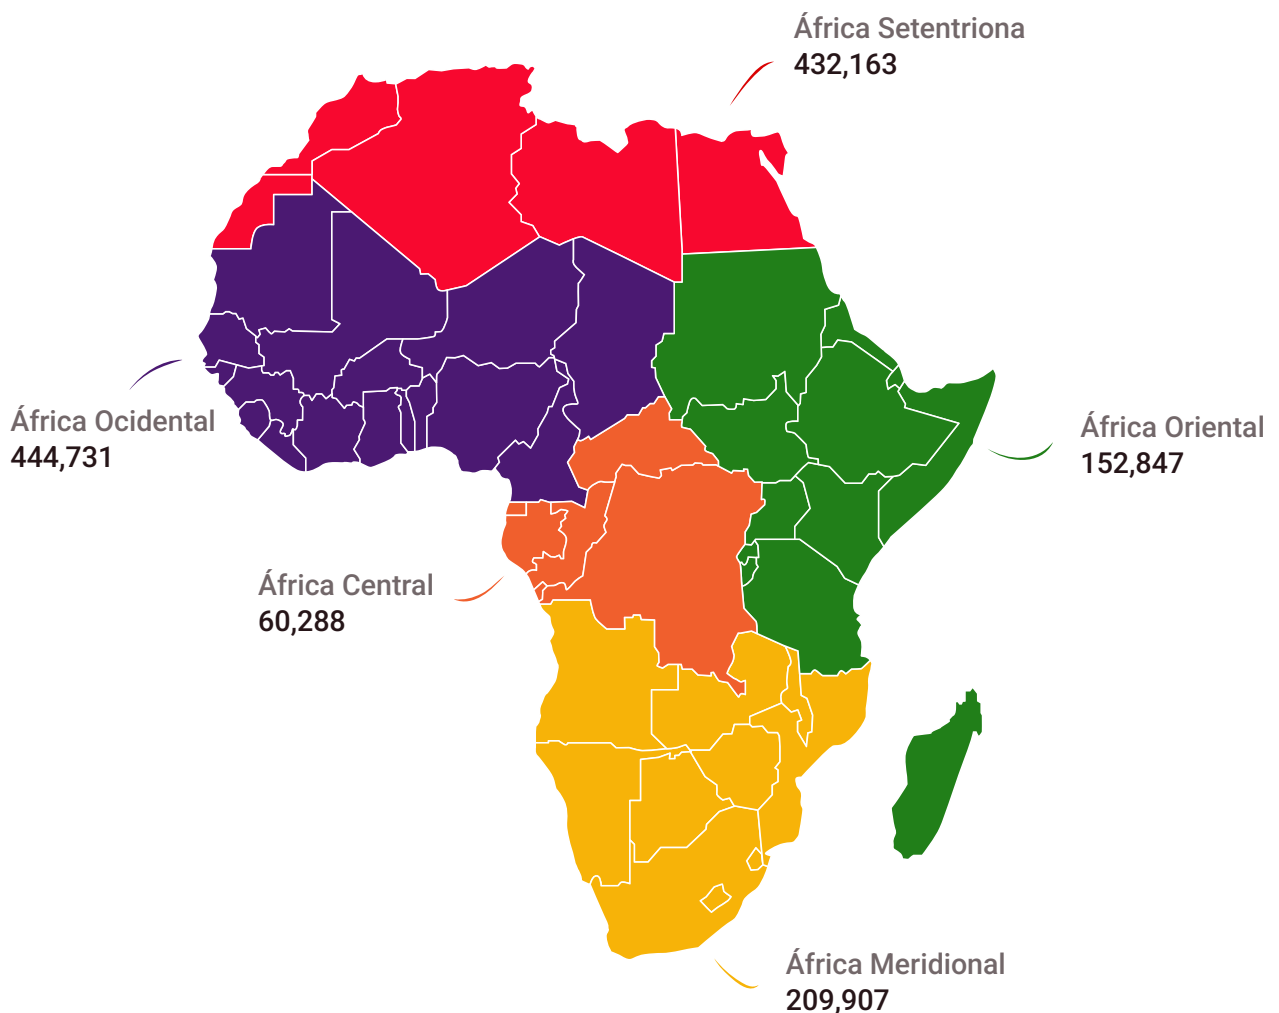 África Setentriona
432,163
África Ocidental
444,731
África Oriental
152,847
África Central
60,288
África Meridional
209,907